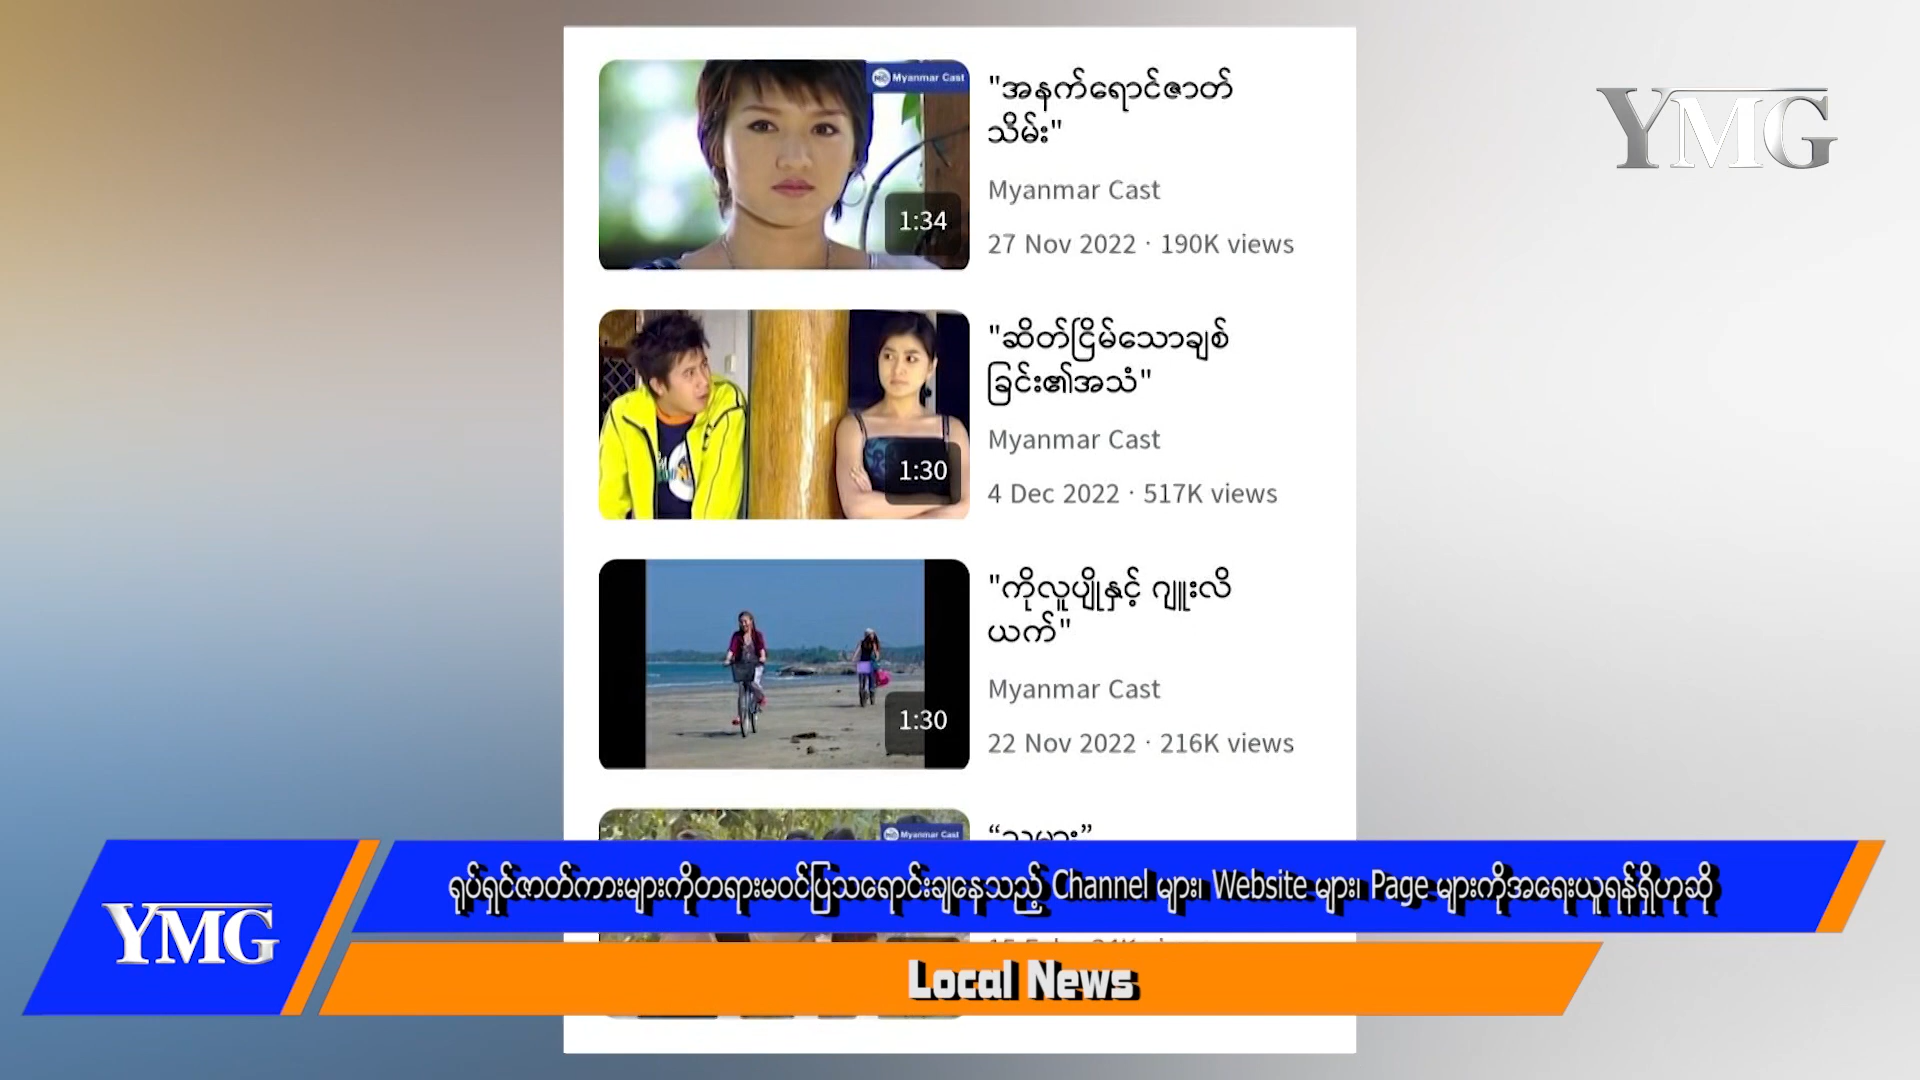 YMG
Myanmar Cast
1:34
"အနက်ရောင်ဇာတ်
သိမ်း"
Myanmar Cast
27 Nov 2022 · 190K views
1:30
"ဆိတ်ငြိမ်သောချစ်
ခြင်း၏အသံ"
Myanmar Cast
4 Dec 2022 · 517K views
1:30
"ကိုလူပျိုနှင့် ဂျူးလိ
ယက်"
Myanmar Cast
22 Nov 2022 · 216K views
Myanmar Cast
ရုပ်ရှင်ဇာတ်ကားများကိုတရားမဝင်ပြသရောင်းချနေသည့် Channel များ၊ Website များ၊ Page များကိုအရေးယူရန်ရှိဟုဆို
YMG
Local News